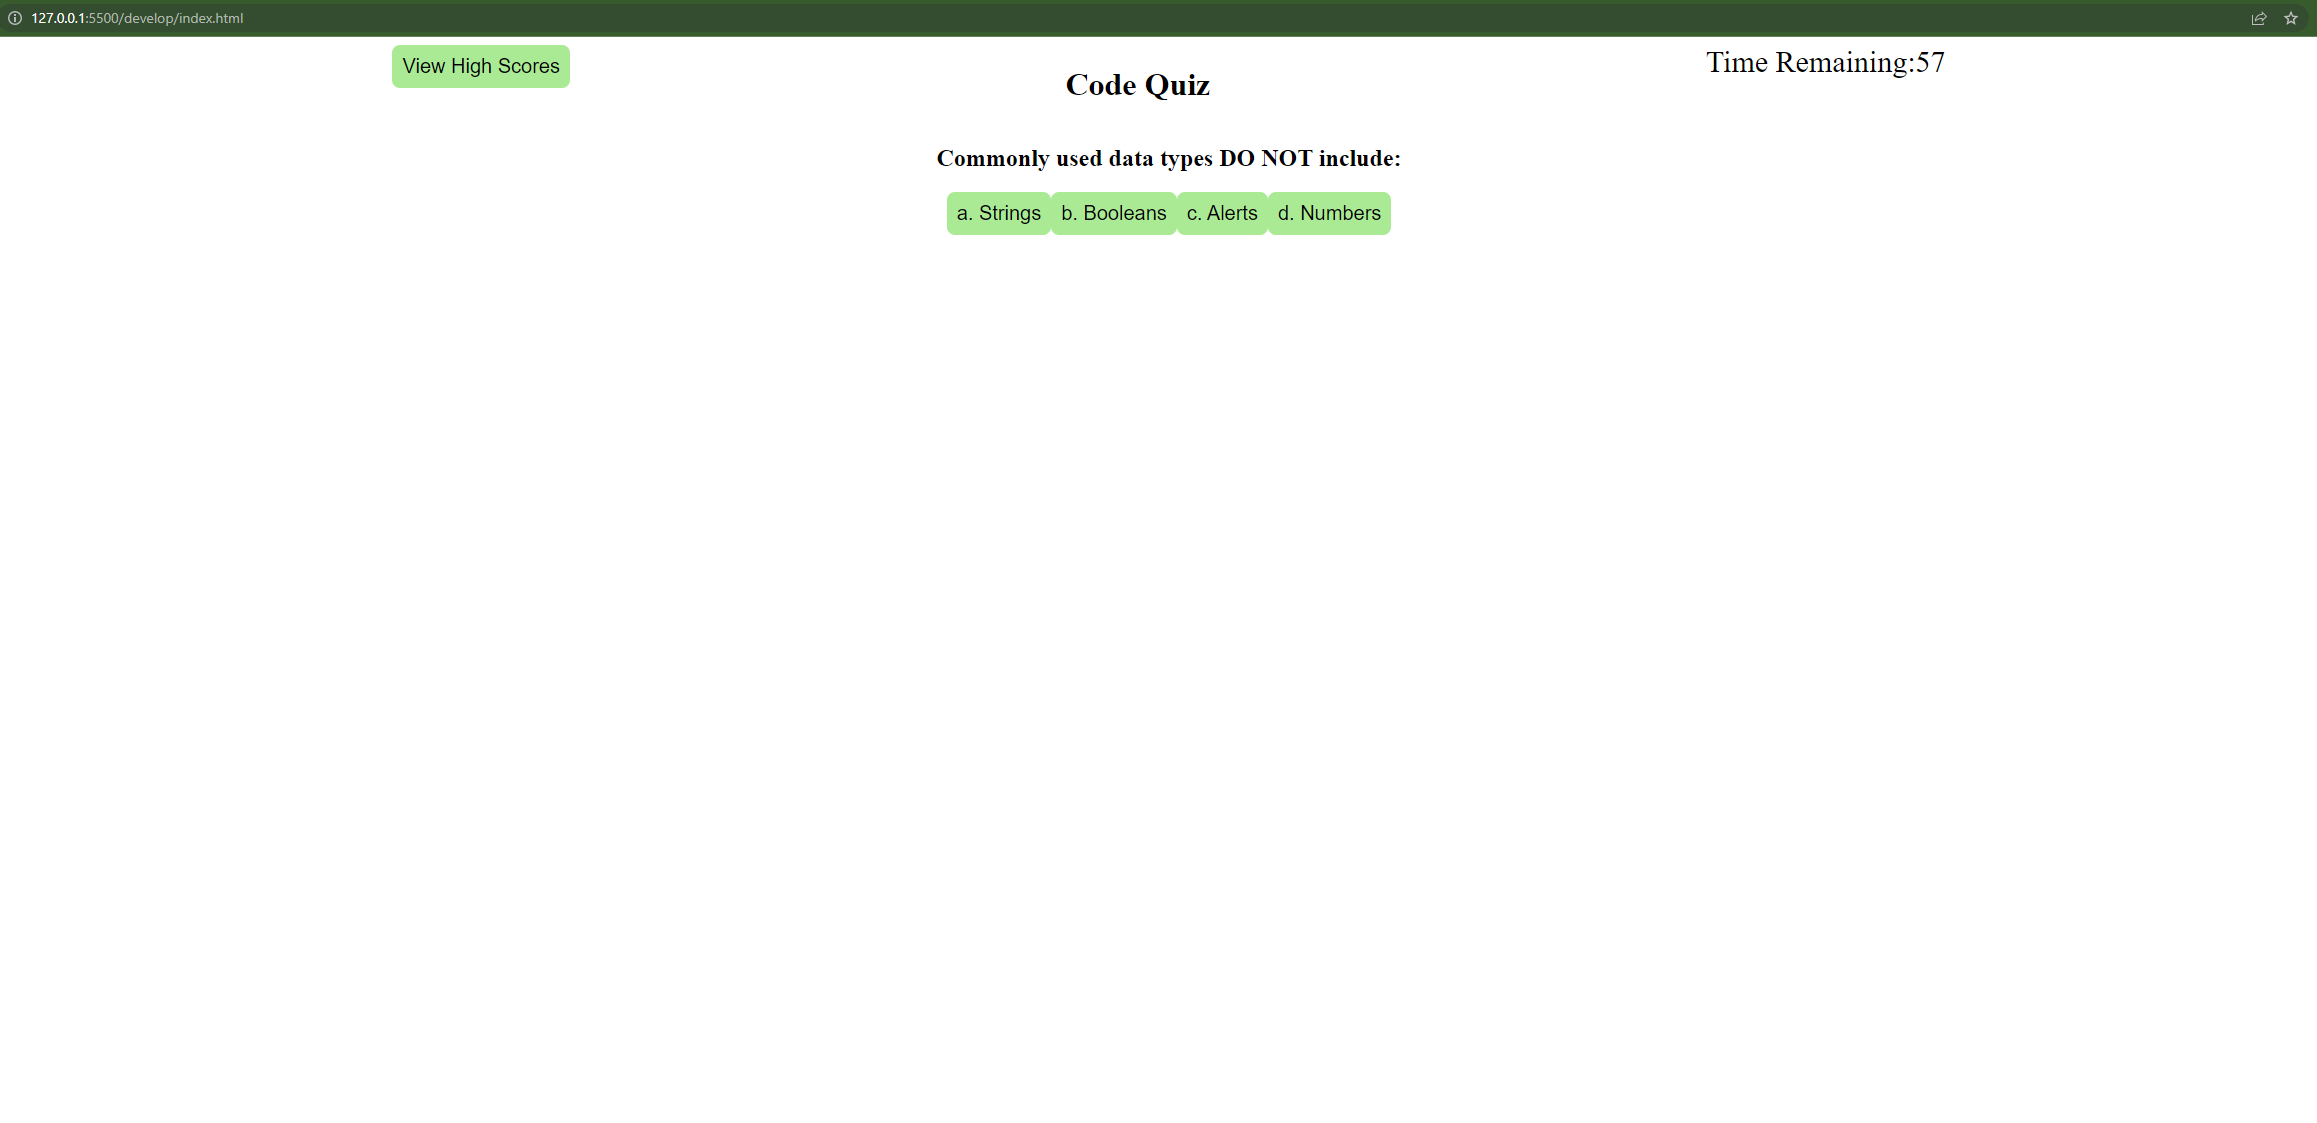 127.0.0.1:5500/develop/index.html
View High Scores
Code Quiz
Time Remaining:57
Commonly used data types DO NOT include:
a. Strings b. Booleans c. Alerts d. Numbers